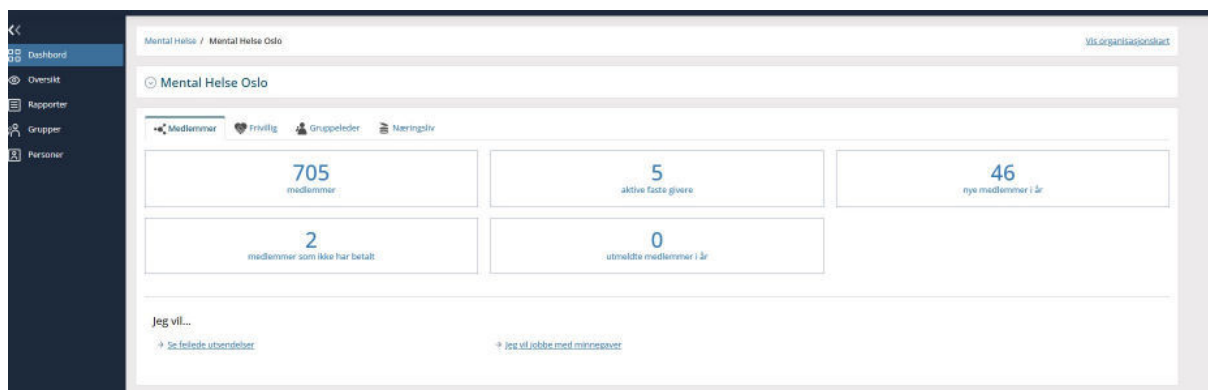 Dashbord
Oversikt
Rapporter
Grupper
Personer
Mental Helse / Mental Helse Oslo
Vis organisasjonskart
Mental Helse Oslo
Medlemmer Frivillig Gruppeleder Næringsliv
705
medlemmer
5
aktive faste givere
46
nye medlemmer i år
2
medlemmer som ikke har betalt
0
utmeldte medlemmer i år
Jeg vil...
→ Se feilede utsendelser
→ Jeg vil jobbe med minnegaver